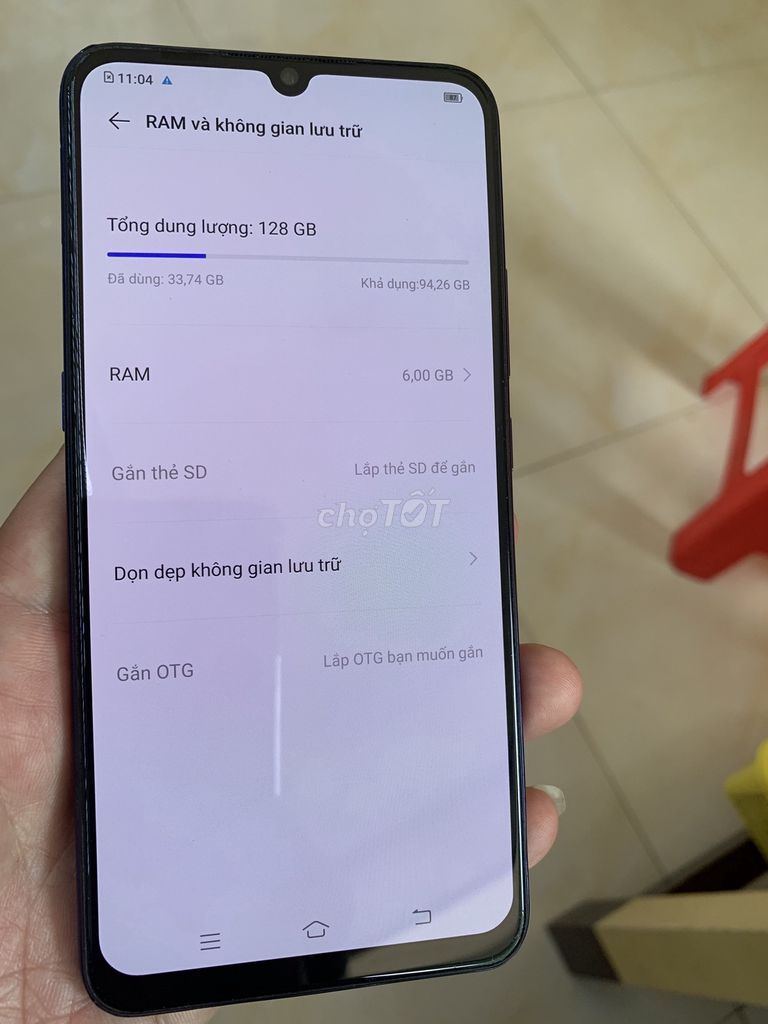 11:04
87
RAM và không gian lưu trữ
Tổng dung lượng: 128 GB
Đã dùng: 33,74 GB
Khả dụng:94,26 GB
RAM
6,00 GB
Gắn thẻ SD
Lắp thẻ SD để gắn
chợTỐT
Dọn dẹp không gian lưu trữ
Gắn OTG
Lắp OTG bạn muốn gắn